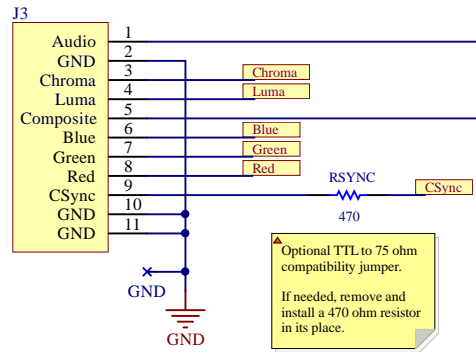 J3
Audio 1
GND 2
Chroma 3 Chroma
Luma 4 Luma
Composite 5
Blue 6 Blue
Green 7 Green
Red 8 Red
CSync 9 RSYNC 470 CSync
GND 10
GND 11
GND
GND
Optional TTL to 75 ohm
compatibility jumper.
If needed, remove and
install a 470 ohm resistor
in its place.